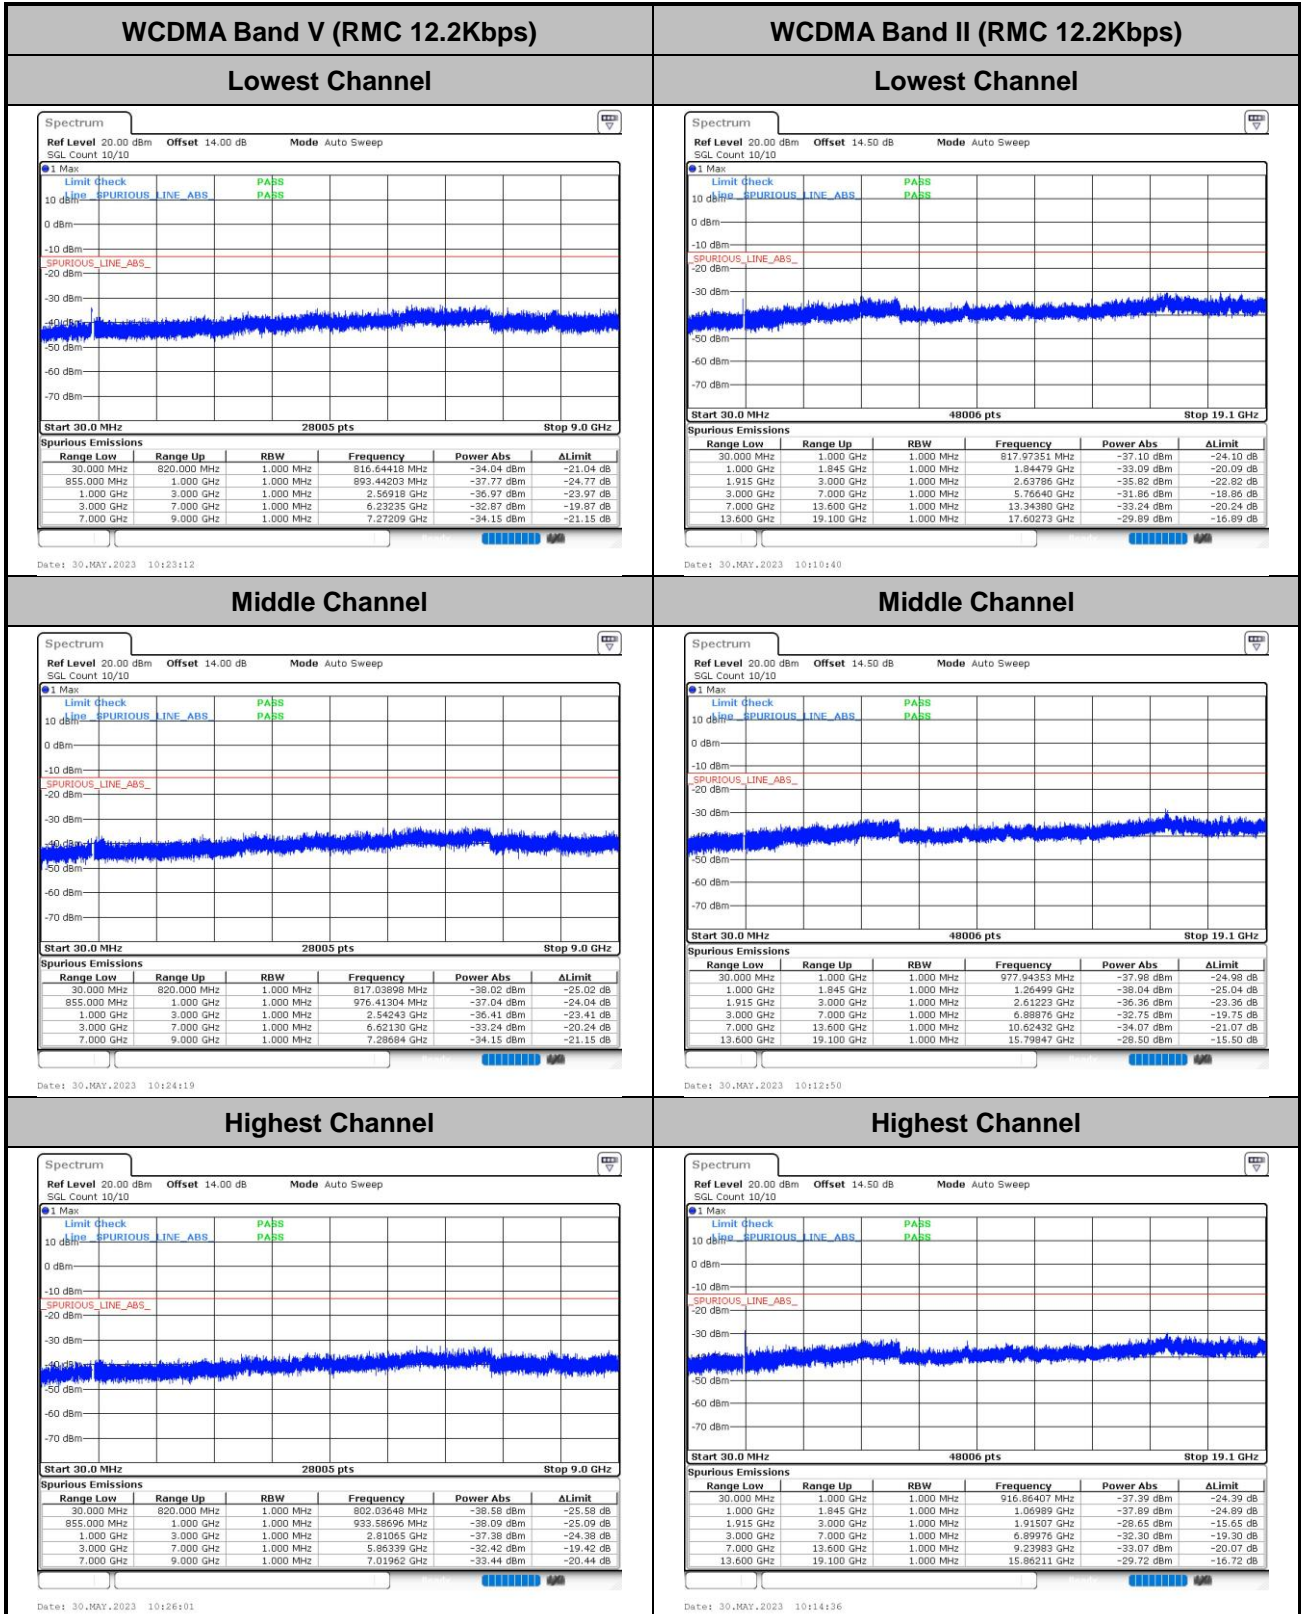 WCDMA Band V (RMC 12.2Kbps) WCDMA Band II (RMC 12.2Kbps)
Lowest Channel Lowest Channel
Spectrum
Ref Level 20.00 dBm Offset 14.00 dB Mode Auto Sweep
SGL Count 10/10
1 Max
Limit Check PASS
Line _SPURIOUS_LINE_ABS_ PASS
10 dBm
0 dBm
-10 dBm
_SPURIOUS_LINE_ABS_
-20 dBm
-30 dBm
-40 dBm
-50 dBm
-60 dBm
-70 dBm
Start 30.0 MHz 28005 pts Stop 9.0 GHz
Spurious Emissions
Range Low Range Up RBW Frequency Power Abs ΔLimit
30.000 MHz 820.000 MHz 1.000 MHz 816.64418 MHz -34.04 dBm -21.04 dB
855.000 MHz 1.000 GHz 1.000 MHz 893.44203 MHz -37.77 dBm -24.77 dB
1.000 GHz 3.000 GHz 1.000 MHz 2.56918 GHz -36.97 dBm -23.97 dB
3.000 GHz 7.000 GHz 1.000 MHz 6.23235 GHz -32.87 dBm -19.87 dB
7.000 GHz 9.000 GHz 1.000 MHz 7.27209 GHz -34.15 dBm -21.15 dB
Date: 30.MAY.2023 10:23:12
Spectrum
Ref Level 20.00 dBm Offset 14.50 dB Mode Auto Sweep
SGL Count 10/10
1 Max
Limit Check PASS
Line _SPURIOUS_LINE_ABS_ PASS
10 dBm
0 dBm
-10 dBm
_SPURIOUS_LINE_ABS_
-20 dBm
-30 dBm
-50 dBm
-60 dBm
-70 dBm
Start 30.0 MHz 48006 pts Stop 19.1 GHz
Spurious Emissions
Range Low Range Up RBW Frequency Power Abs ΔLimit
30.000 MHz 1.000 GHz 1.000 MHz 817.97351 MHz -37.10 dBm -24.10 dB
1.000 GHz 1.845 GHz 1.000 MHz 1.84479 GHz -33.09 dBm -20.09 dB
1.915 GHz 3.000 GHz 1.000 MHz 2.63786 GHz -35.82 dBm -22.82 dB
3.000 GHz 7.000 GHz 1.000 MHz 5.76640 GHz -31.86 dBm -18.86 dB
7.000 GHz 13.600 GHz 1.000 MHz 13.34380 GHz -33.24 dBm -20.24 dB
13.600 GHz 19.100 GHz 1.000 MHz 17.60273 GHz -29.89 dBm -16.89 dB
Date: 30.MAY.2023 10:10:40
Middle Channel Middle Channel
Spectrum
Ref Level 20.00 dBm Offset 14.00 dB Mode Auto Sweep
SGL Count 10/10
1 Max
Limit Check PASS
Line _SPURIOUS_LINE_ABS_ PASS
10 dBm
0 dBm
-10 dBm
_SPURIOUS_LINE_ABS_
-20 dBm
-30 dBm
-40 dBm
-50 dBm
-60 dBm
-70 dBm
Start 30.0 MHz 28005 pts Stop 9.0 GHz
Spurious Emissions
Range Low Range Up RBW Frequency Power Abs ΔLimit
30.000 MHz 820.000 MHz 1.000 MHz 817.03898 MHz -38.02 dBm -25.02 dB
855.000 MHz 1.000 GHz 1.000 MHz 976.41304 MHz -37.04 dBm -24.04 dB
1.000 GHz 3.000 GHz 1.000 MHz 2.54243 GHz -36.41 dBm -23.41 dB
3.000 GHz 7.000 GHz 1.000 MHz 6.62130 GHz -33.24 dBm -20.24 dB
7.000 GHz 9.000 GHz 1.000 MHz 7.28684 GHz -34.15 dBm -21.15 dB
Date: 30.MAY.2023 10:24:19
Spectrum
Ref Level 20.00 dBm Offset 14.50 dB Mode Auto Sweep
SGL Count 10/10
1 Max
Limit Check PASS
Line _SPURIOUS_LINE_ABS_ PASS
10 dBm
0 dBm
-10 dBm
_SPURIOUS_LINE_ABS_
-20 dBm
-30 dBm
-50 dBm
-60 dBm
-70 dBm
Start 30.0 MHz 48006 pts Stop 19.1 GHz
Spurious Emissions
Range Low Range Up RBW Frequency Power Abs ΔLimit
30.000 MHz 1.000 GHz 1.000 MHz 977.94353 MHz -37.98 dBm -24.98 dB
1.000 GHz 1.845 GHz 1.000 MHz 1.26499 GHz -38.04 dBm -25.04 dB
1.915 GHz 3.000 GHz 1.000 MHz 2.61223 GHz -36.36 dBm -23.36 dB
3.000 GHz 7.000 GHz 1.000 MHz 6.88876 GHz -32.75 dBm -19.75 dB
7.000 GHz 13.600 GHz 1.000 MHz 10.62432 GHz -34.07 dBm -21.07 dB
13.600 GHz 19.100 GHz 1.000 MHz 15.79847 GHz -28.50 dBm -15.50 dB
Date: 30.MAY.2023 10:12:50
Highest Channel Highest Channel
Spectrum
Ref Level 20.00 dBm Offset 14.00 dB Mode Auto Sweep
SGL Count 10/10
1 Max
Limit Check PASS
Line _SPURIOUS_LINE_ABS_ PASS
10 dBm
0 dBm
-10 dBm
_SPURIOUS_LINE_ABS_
-20 dBm
-30 dBm
-40 dBm
-50 dBm
-60 dBm
-70 dBm
Start 30.0 MHz 28005 pts Stop 9.0 GHz
Spurious Emissions
Range Low Range Up RBW Frequency Power Abs ΔLimit
30.000 MHz 820.000 MHz 1.000 MHz 802.03648 MHz -38.58 dBm -25.58 dB
855.000 MHz 1.000 GHz 1.000 MHz 933.58696 MHz -38.09 dBm -25.09 dB
1.000 GHz 3.000 GHz 1.000 MHz 2.81065 GHz -37.38 dBm -24.38 dB
3.000 GHz 7.000 GHz 1.000 MHz 5.86339 GHz -32.42 dBm -19.42 dB
7.000 GHz 9.000 GHz 1.000 MHz 7.01962 GHz -33.44 dBm -20.44 dB
Date: 30.MAY.2023 10:26:01
Spectrum
Ref Level 20.00 dBm Offset 14.50 dB Mode Auto Sweep
SGL Count 10/10
1 Max
Limit Check PASS
Line _SPURIOUS_LINE_ABS_ PASS
10 dBm
0 dBm
-10 dBm
_SPURIOUS_LINE_ABS_
-20 dBm
-30 dBm
-50 dBm
-60 dBm
-70 dBm
Start 30.0 MHz 48006 pts Stop 19.1 GHz
Spurious Emissions
Range Low Range Up RBW Frequency Power Abs ΔLimit
30.000 MHz 1.000 GHz 1.000 MHz 916.86407 MHz -37.39 dBm -24.39 dB
1.000 GHz 1.845 GHz 1.000 MHz 1.06989 GHz -37.89 dBm -24.89 dB
1.915 GHz 3.000 GHz 1.000 MHz 1.91507 GHz -28.65 dBm -15.65 dB
3.000 GHz 7.000 GHz 1.000 MHz 6.89976 GHz -32.30 dBm -19.30 dB
7.000 GHz 13.600 GHz 1.000 MHz 9.23983 GHz -33.07 dBm -20.07 dB
13.600 GHz 19.100 GHz 1.000 MHz 15.86211 GHz -29.72 dBm -16.72 dB
Date: 30.MAY.2023 10:14:36